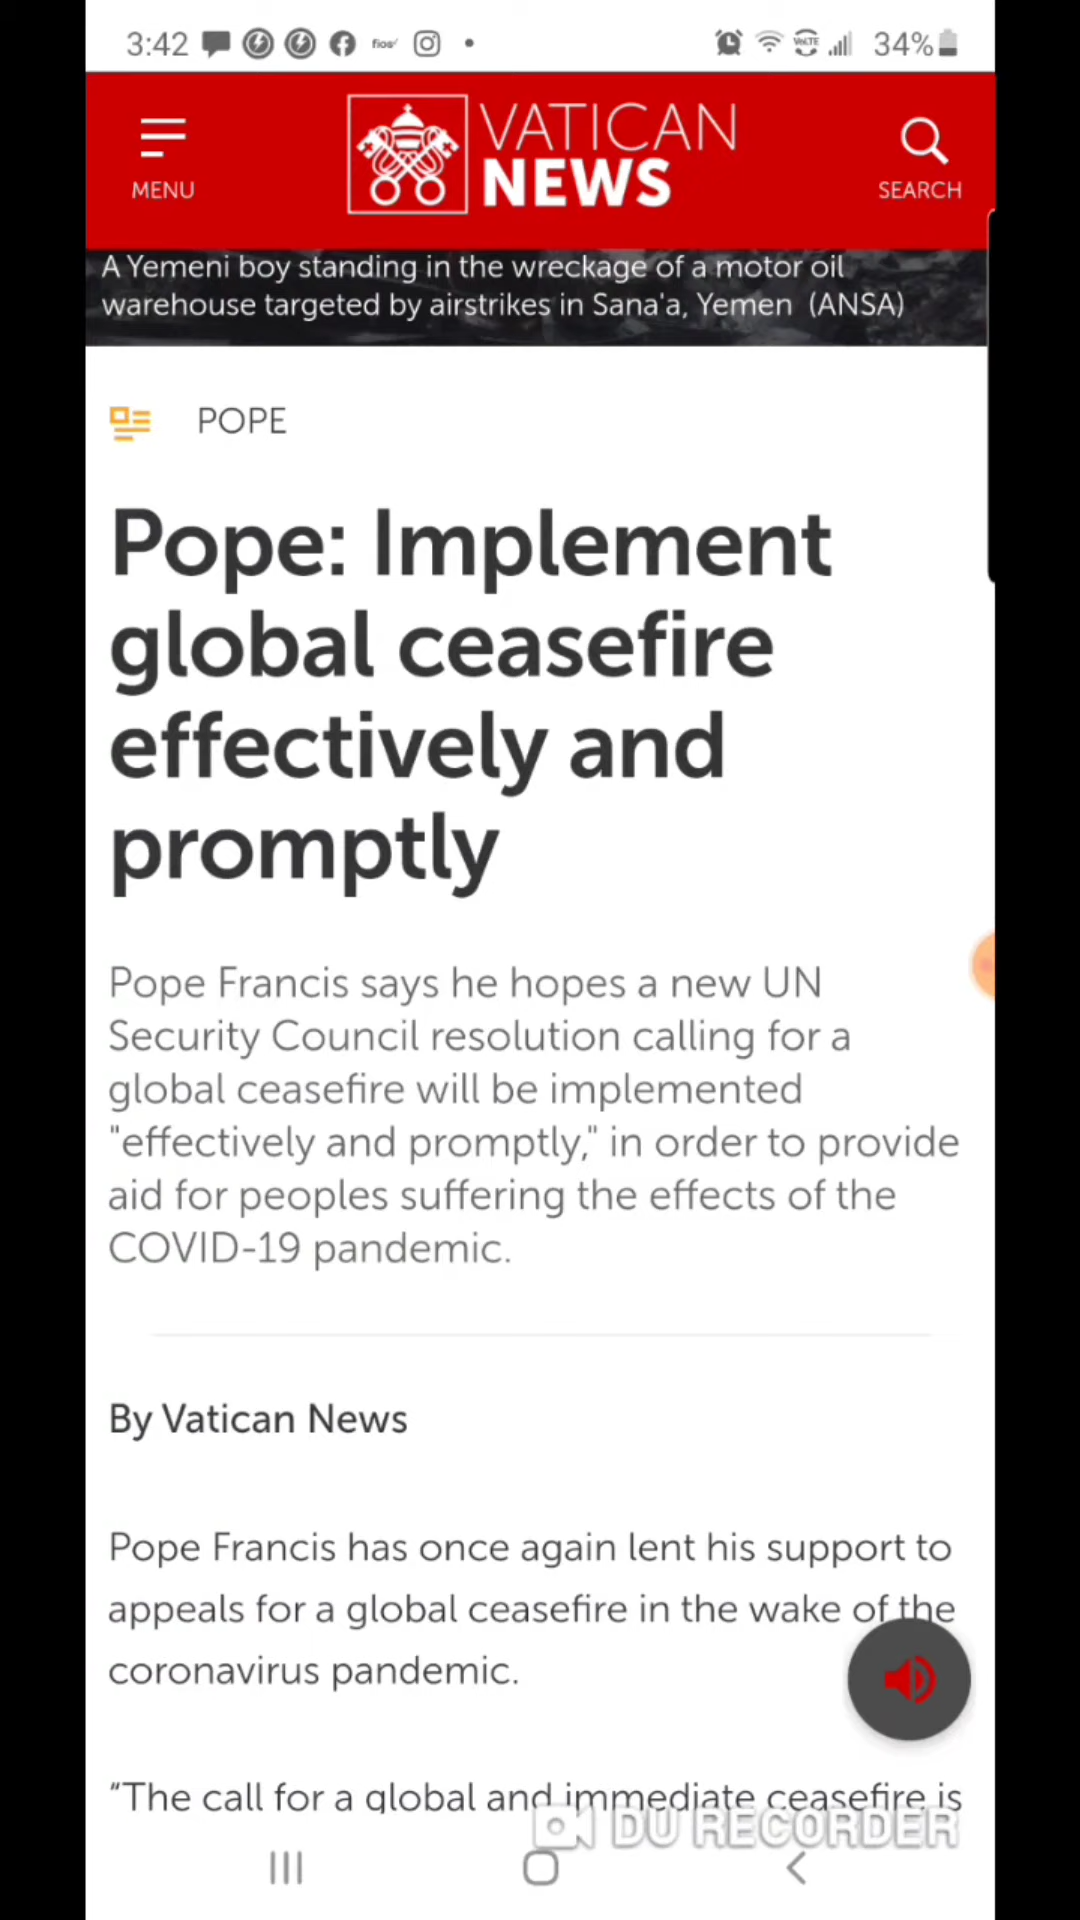 3:42 fios VoLTE 34%
VATICAN
NEWS
MENU
SEARCH
A Yemeni boy standing in the wreckage of a motor oil
warehouse targeted by airstrikes in Sana'a, Yemen (ANSA)
POPE
Pope: Implement
global ceasefire
effectively and
promptly
Pope Francis says he hopes a new UN
Security Council resolution calling for a
global ceasefire will be implemented
"effectively and promptly," in order to provide
aid for peoples suffering the effects of the
COVID-19 pandemic.
By Vatican News
Pope Francis has once again lent his support to
appeals for a global ceasefire in the wake of the
coronavirus pandemic.
“The call for a global and immediate ceasefire is
DU RECORDER